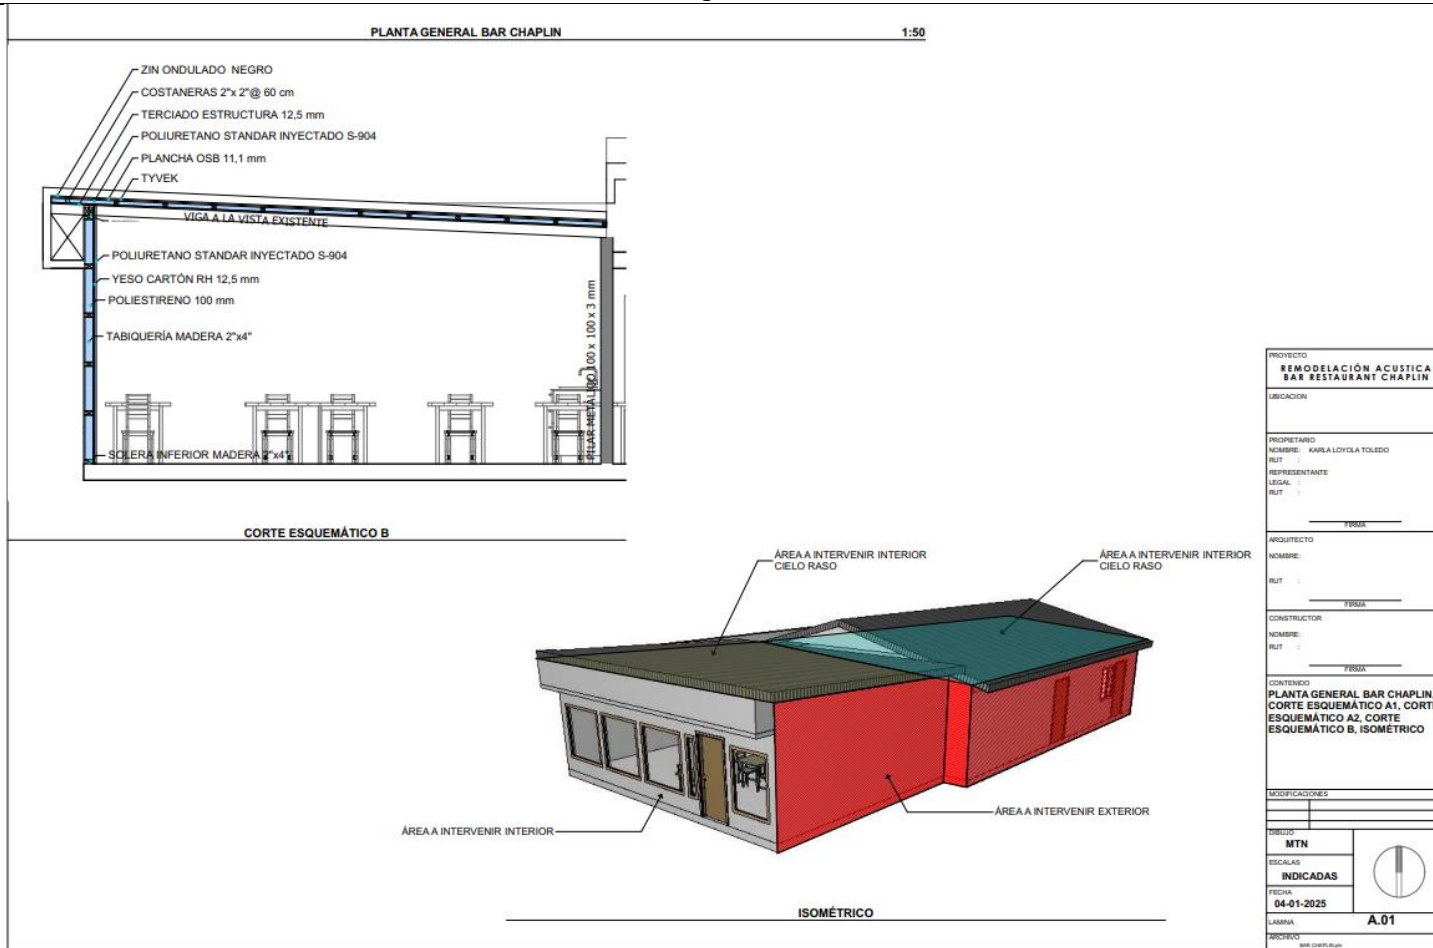 PLANTA GENERAL BAR CHAPLIN
1:50
ZIN ONDULADO NEGRO
COSTANERAS 2"x 2"@ 60 cm
TERCIADO ESTRUCTURA 12,5 mm
POLIURETANO STANDAR INYECTADO S-904
PLANCHA OSB 11,1 mm
TYVEK
VIGA A LA VISTA EXISTENTE
POLIURETANO STANDAR INYECTADO S-904
YESO CARTÓN RH 12,5 mm
POLIESTIRENO 100 mm
TABIQUERÍA MADERA 2"x4"
SOLERA INFERIOR MADERA 2"x4"
PILAR METALICO 100 x 100 x 3 mm
CORTE ESQUEMÁTICO B
ÁREA A INTERVENIR INTERIOR
CIELO RASO
ÁREA A INTERVENIR INTERIOR
CIELO RASO
ÁREA A INTERVENIR INTERIOR
ÁREA A INTERVENIR EXTERIOR
ISOMÉTRICO
PROYECTO
REMODELACIÓN ACUSTICA
BAR RESTAURANT CHAPLIN
UBICACION
PROPIETARIO
NOMBRE: KARLA LOYOLA TOLEDO
RUT :
REPRESENTANTE
LEGAL :
RUT :
FIRMA
ARQUITECTO
NOMBRE:
RUT :
FIRMA
CONSTRUCTOR
NOMBRE:
RUT :
FIRMA
CONTENIDO
PLANTA GENERAL BAR CHAPLIN,
CORTE ESQUEMÁTICO A1, CORTE
ESQUEMÁTICO A2, CORTE
ESQUEMÁTICO B, ISOMÉTRICO
MODIFICACIONES
DIBUJO
MTN
ESCALAS
INDICADAS
FECHA
04-01-2025
LAMINA
A.01
ARCHIVO
BAR CHAPLIN.pln